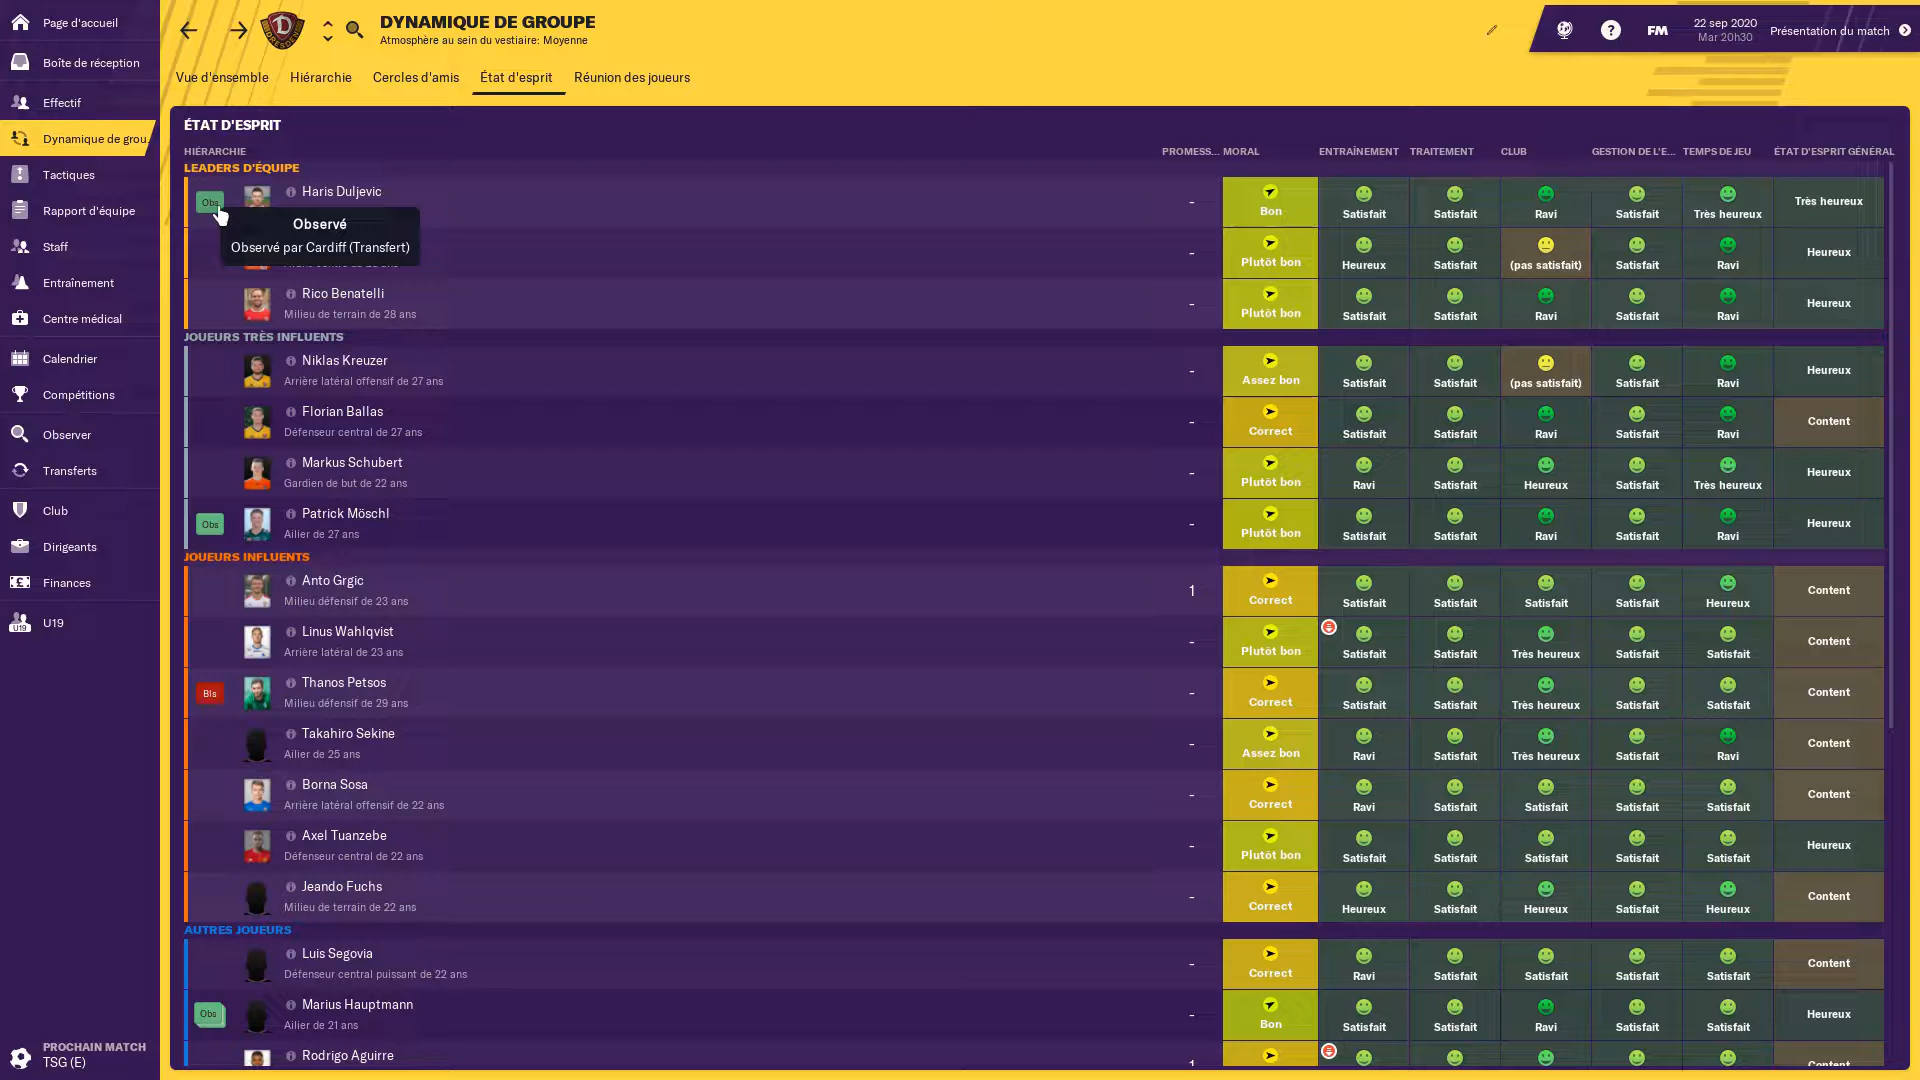 Page d'accueil
Boîte de réception
Effectif
Dynamique de grou
Tactiques
Rapport d'équipe
Staff
Entraînement
Centre médical
Calendrier
Compétitions
Observer
Transferts
Club
Dirigeants
Finances
U19
U19
PROCHAIN MATCH
TSG (E)
DYNAMIQUE DE GROUPE
Atmosphère au sein du vestiaire: Moyenne
FM
22 sep 2020
Mar 20h30
Présentation du match
Vue d'ensemble Hiérarchie Cercles d'amis État d'esprit Réunion des joueurs
ÉTAT D'ESPRIT
HIÉRARCHIE PROMESS... MORAL ENTRAÎNEMENT TRAITEMENT CLUB GESTION DE L'E... TEMPS DE JEU ÉTAT D'ESPRIT GÉNÉRAL
LEADERS D'ÉQUIPE
Obs Haris Duljevic - Bon Satisfait Satisfait Ravi Satisfait Très heureux Très heureux
Observé
Observé par Cardiff (Transfert)
- Plutôt bon Heureux Satisfait (pas satisfait) Satisfait Ravi Heureux
Rico Benatelli - Plutôt bon Satisfait Satisfait Ravi Satisfait Ravi Heureux
Milieu de terrain de 28 ans
JOUEURS TRÈS INFLUENTS
Niklas Kreuzer - Assez bon Satisfait Satisfait (pas satisfait) Satisfait Ravi Heureux
Arrière latéral offensif de 27 ans
Florian Ballas - Correct Satisfait Satisfait Ravi Satisfait Ravi Content
Défenseur central de 27 ans
Markus Schubert - Plutôt bon Ravi Satisfait Heureux Satisfait Très heureux Heureux
Gardien de but de 22 ans
Obs Patrick Möschl - Plutôt bon Satisfait Satisfait Ravi Satisfait Ravi Heureux
Ailier de 27 ans
JOUEURS INFLUENTS
Anto Grgic 1 Correct Satisfait Satisfait Satisfait Satisfait Heureux Content
Milieu défensif de 23 ans
Linus Wahlqvist - Plutôt bon Satisfait Satisfait Très heureux Satisfait Satisfait Content
Arrière latéral de 23 ans
Bls Thanos Petsos - Correct Satisfait Satisfait Très heureux Satisfait Satisfait Content
Milieu défensif de 29 ans
Takahiro Sekine - Assez bon Ravi Satisfait Très heureux Satisfait Ravi Content
Ailier de 25 ans
Borna Sosa - Correct Ravi Satisfait Satisfait Satisfait Satisfait Content
Arrière latéral offensif de 22 ans
Axel Tuanzebe - Plutôt bon Satisfait Satisfait Satisfait Satisfait Satisfait Heureux
Défenseur central de 22 ans
Jeando Fuchs - Correct Heureux Satisfait Heureux Satisfait Heureux Content
Milieu de terrain de 22 ans
AUTRES JOUEURS
Luis Segovia - Correct Ravi Satisfait Satisfait Satisfait Satisfait Content
Défenseur central puissant de 22 ans
Obs Marius Hauptmann - Bon Satisfait Satisfait Ravi Satisfait Satisfait Heureux
Ailier de 21 ans
Rodrigo Aguirre 1 Content